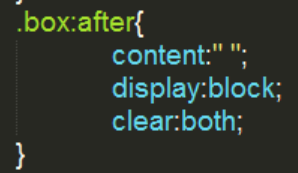 .box:after{
content:" ";
display:block;
clear:both;
}